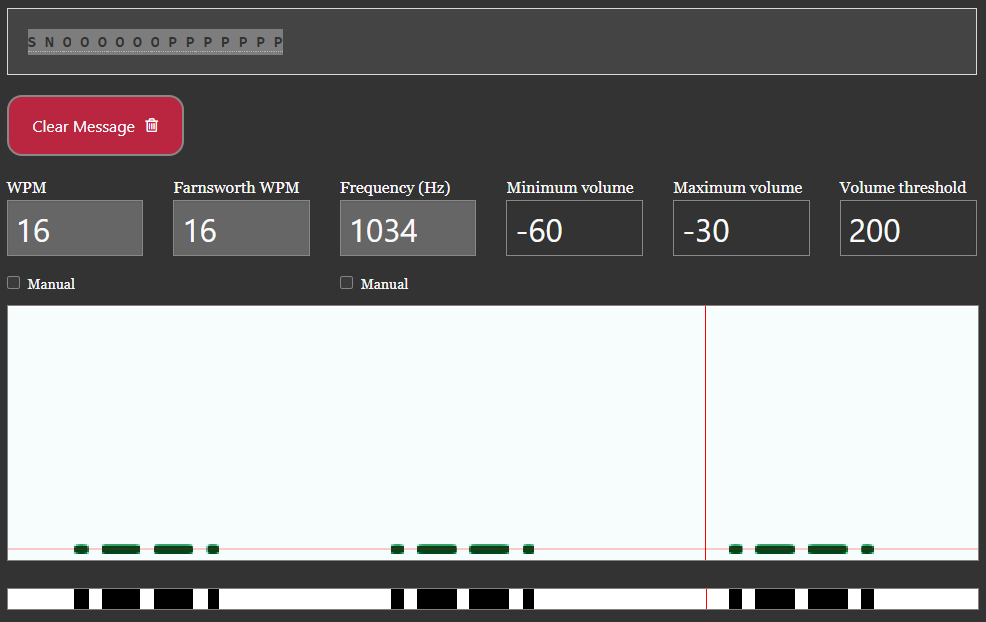 S N O O O O O O P P P P P P P
Clear Message
WPM Farnsworth WPM Frequency (Hz) Minimum volume Maximum volume Volume threshold
16 16 1034 -60 -30 200
Manual Manual